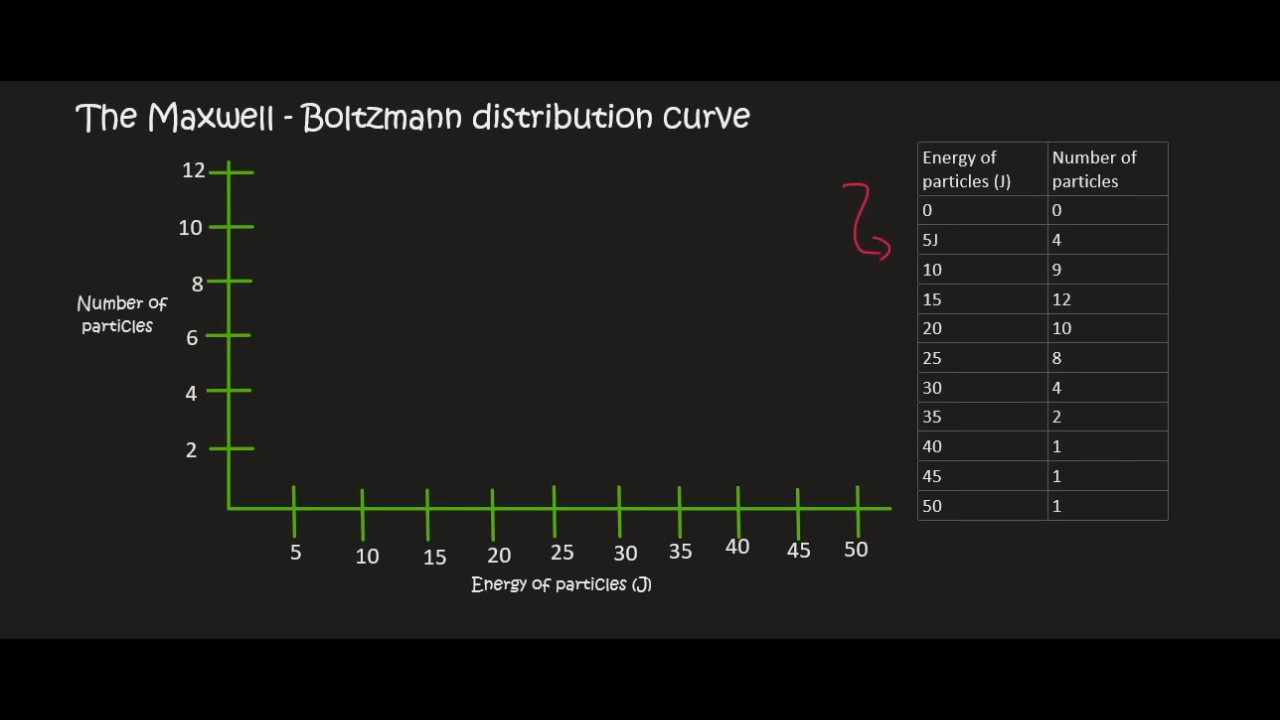 The Maxwell - Boltzmann distribution curve
12
10
8
6
4
2
Number of
particles
5 10 15 20 25 30 35 40 45 50
Energy of particles (J)
Energy of particles (J) Number of particles
0 0
5J 4
10 9
15 12
20 10
25 8
30 4
35 2
40 1
45 1
50 1